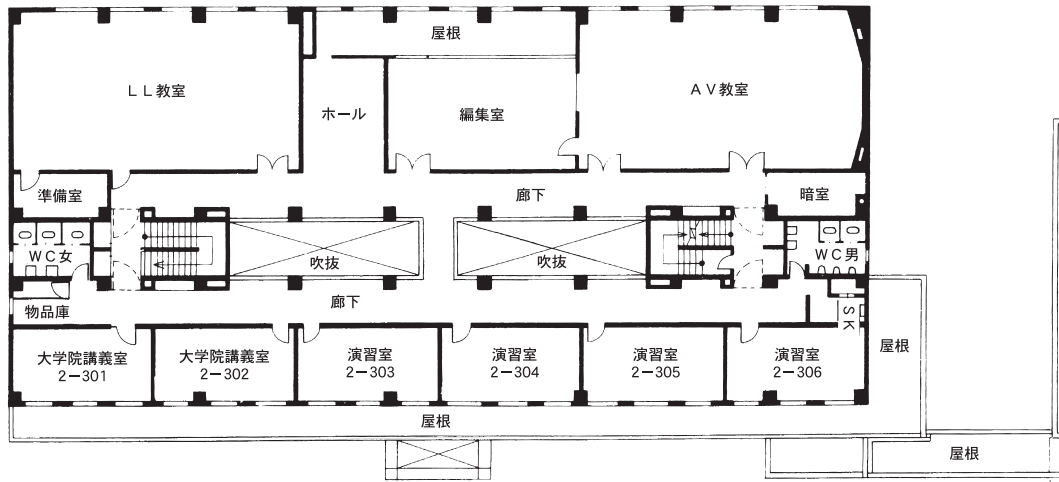 屋根
LL教室
ホール
編集室
AV教室
準備室
廊下
暗室
WC女
吹抜
吹抜
WC男
物品庫
廊下
SK
大学院講義室
2-301
大学院講義室
2-302
演習室
2-303
演習室
2-304
演習室
2-305
演習室
2-306
屋根
屋根
屋根